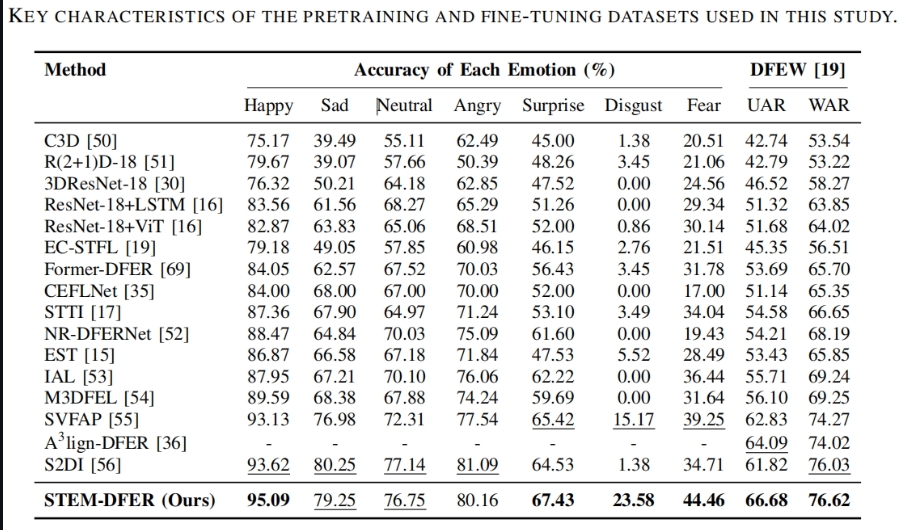 KEY CHARACTERISTICS OF THE PRETRAINING AND FINE-TUNING DATASETS USED IN THIS STUDY.
Method Accuracy of Each Emotion (%) DFEW [19]
Happy Sad Neutral Angry Surprise Disgust Fear UAR WAR
C3D [50] 75.17 39.49 55.11 62.49 45.00 1.38 20.51 42.74 53.54
R(2+1)D-18 [51] 79.67 39.07 57.66 50.39 48.26 3.45 21.06 42.79 53.22
3DResNet-18 [30] 76.32 50.21 64.18 62.85 47.52 0.00 24.56 46.52 58.27
ResNet-18+LSTM [16] 83.56 61.56 68.27 65.29 51.26 0.00 29.34 51.32 63.85
ResNet-18+ViT [16] 82.87 63.83 65.06 68.51 52.00 0.86 30.14 51.68 64.02
EC-STFL [19] 79.18 49.05 57.85 60.98 46.15 2.76 21.51 45.35 56.51
Former-DFER [69] 84.05 62.57 67.52 70.03 56.43 3.45 31.78 53.69 65.70
CEFLNet [35] 84.00 68.00 67.00 70.00 52.00 0.00 17.00 51.14 65.35
STTI [17] 87.36 67.90 64.97 71.24 53.10 3.49 34.04 54.58 66.65
NR-DFERNet [52] 88.47 64.84 70.03 75.09 61.60 0.00 19.43 54.21 68.19
EST [15] 86.87 66.58 67.18 71.84 47.53 5.52 28.49 53.43 65.85
IAL [53] 87.95 67.21 70.10 76.06 62.22 0.00 36.44 55.71 69.24
M3DFEL [54] 89.59 68.38 67.88 74.24 59.69 0.00 31.64 56.10 69.25
SVFAP [55] 93.13 76.98 72.31 77.54 65.42 15.17 39.25 62.83 74.27
A³lign-DFER [36] - - - - - - - 64.09 74.02
S2DI [56] 93.62 80.25 77.14 81.09 64.53 1.38 34.71 61.82 76.03
STEM-DFER (Ours) 95.09 79.25 76.75 80.16 67.43 23.58 44.46 66.68 76.62